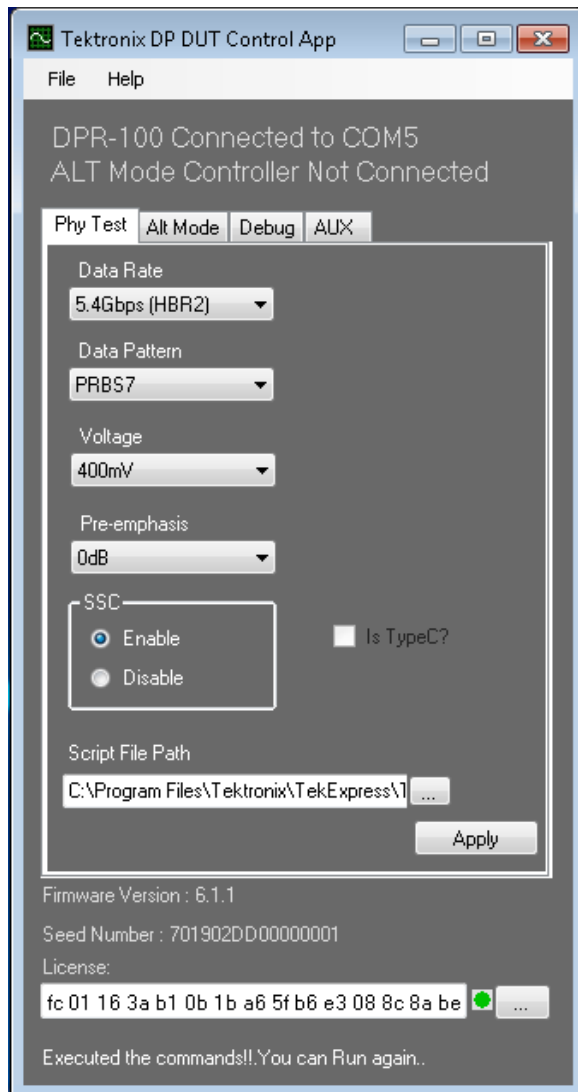 Tektronix DP DUT Control App
File Help
DPR-100 Connected to COM5
ALT Mode Controller Not Connected
Phy Test Alt Mode Debug AUX
Data Rate
5.4Gbps (HBR2)
Data Pattern
PRBS7
Voltage
400mV
Pre-emphasis
0dB
SSC
Enable
Is TypeC?
Disable
Script File Path
C:\Program Files\Tektronix\TekExpress\T
...
Apply
Firmware Version : 6.1.1
Seed Number : 701902DD00000001
License:
fc 01 16 3a b1 0b 1b a6 5f b6 e3 08 8c 8a be
...
Executed the commands!!.You can Run again..